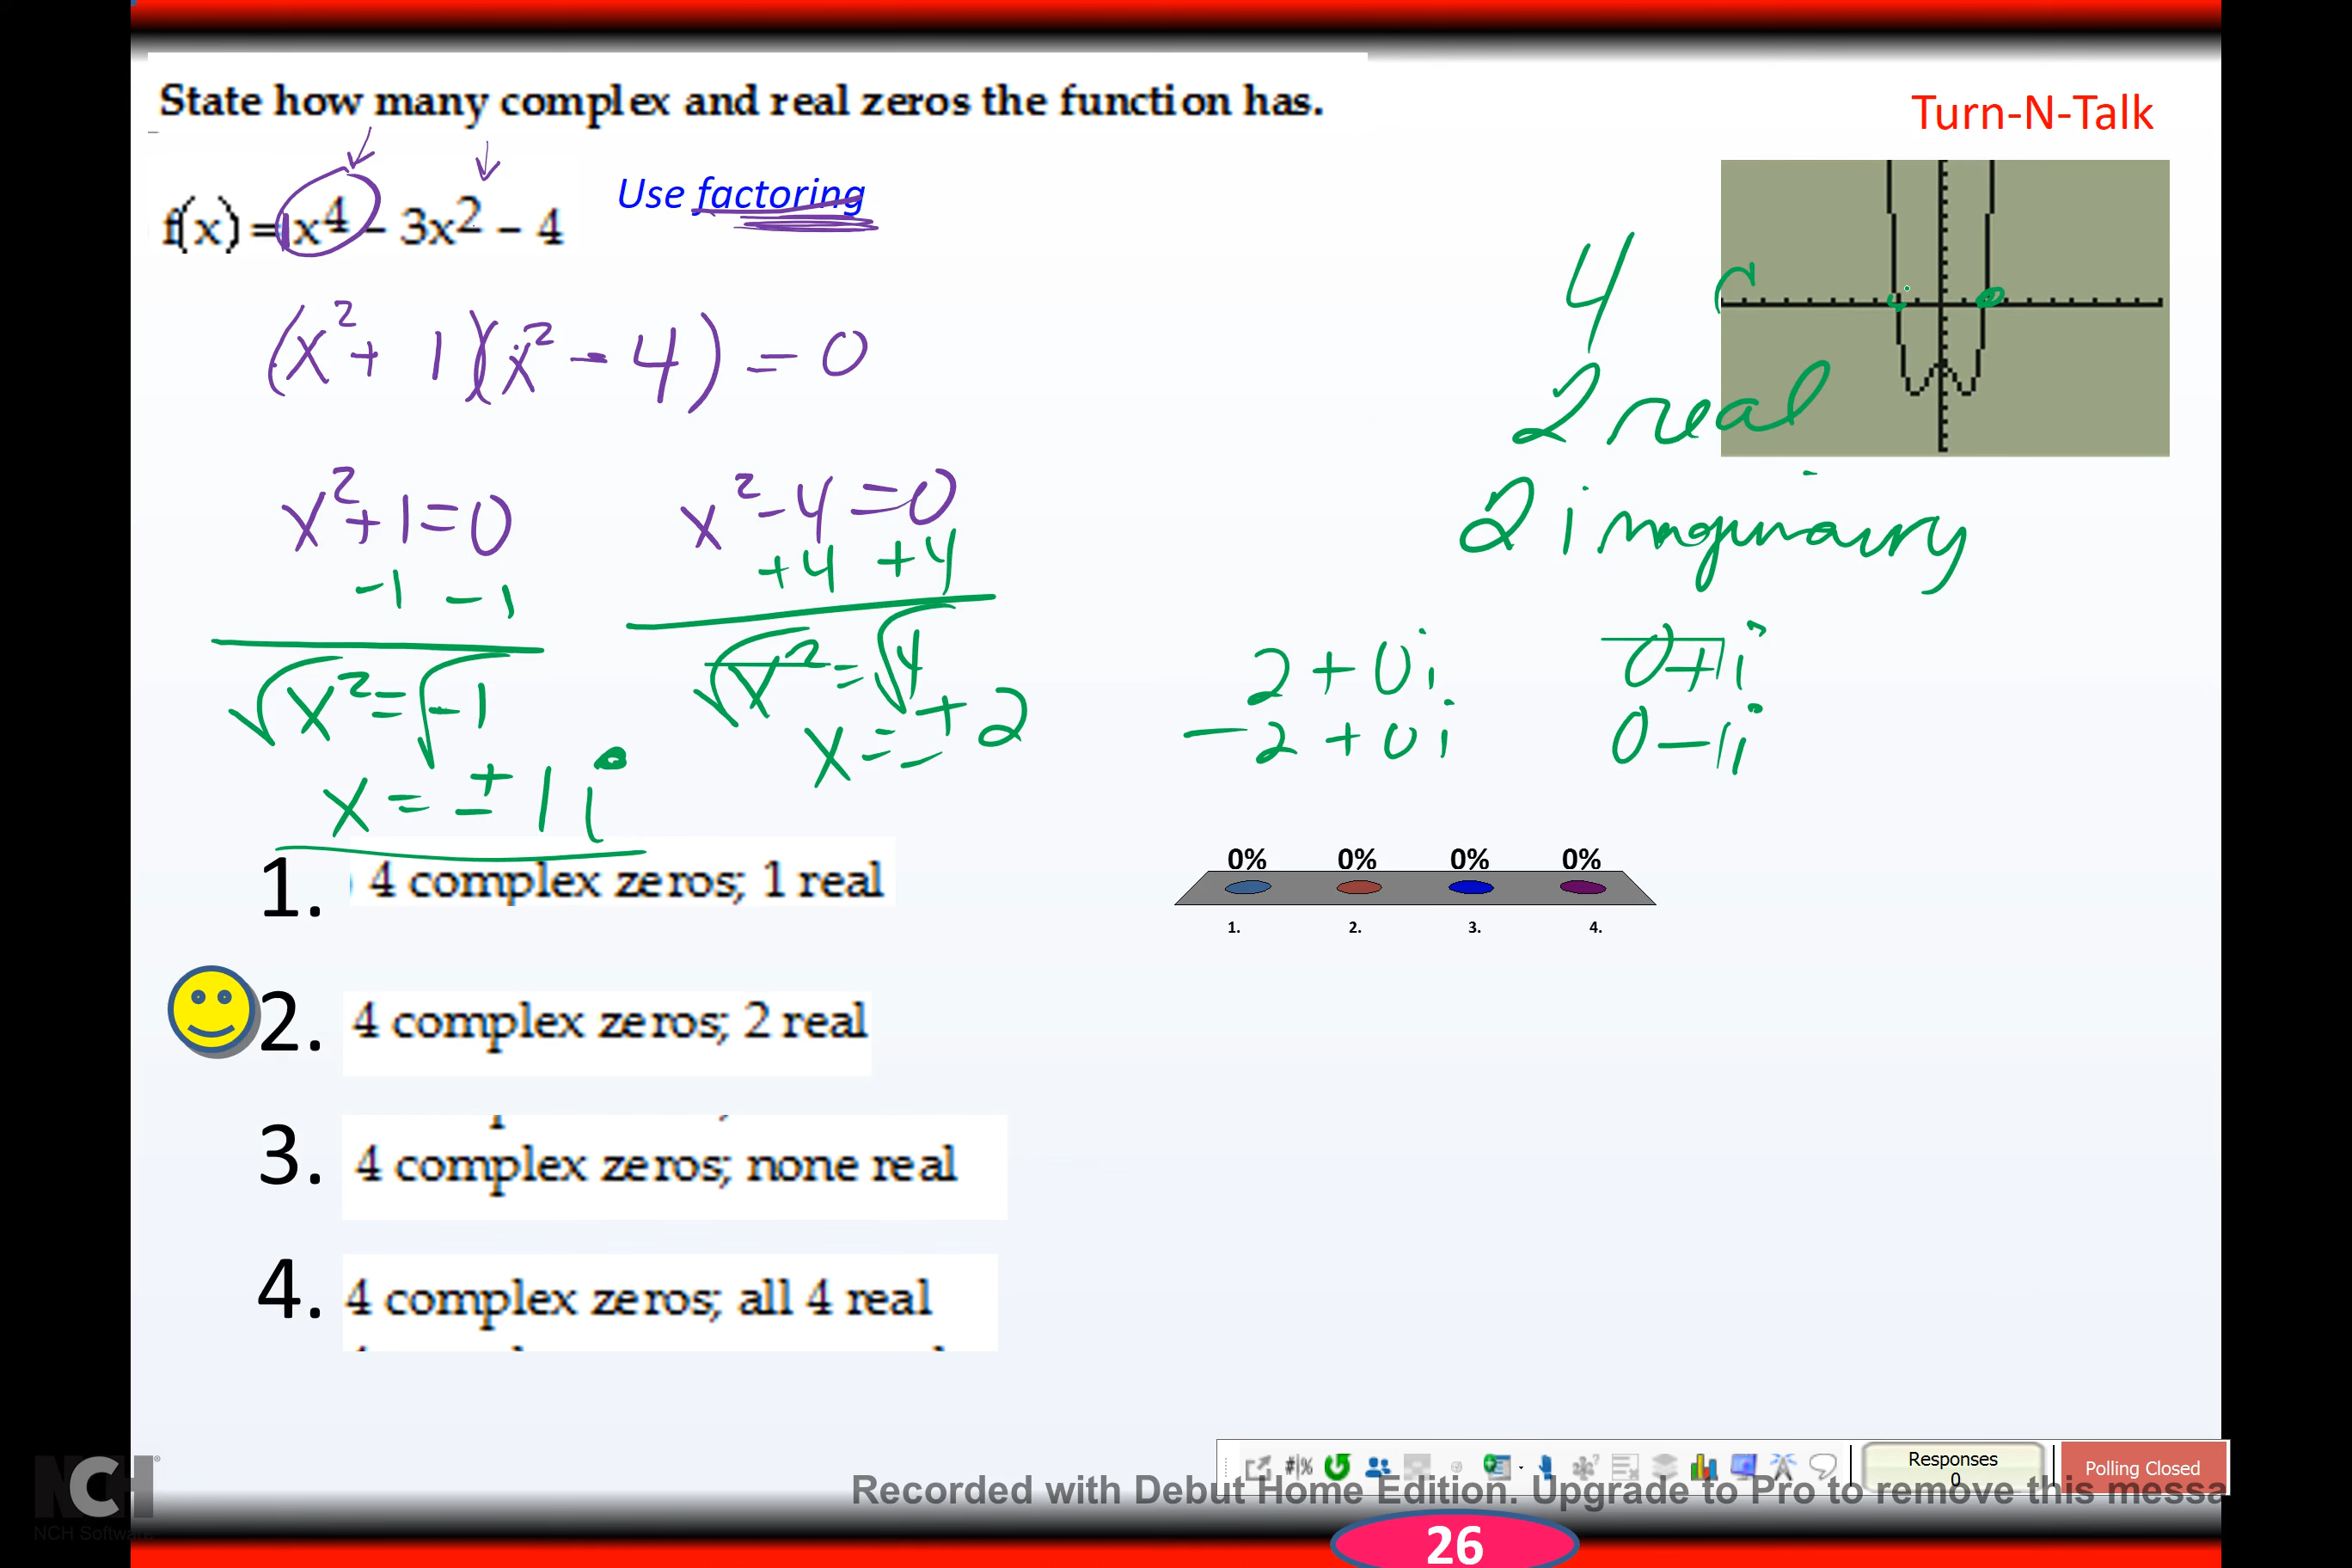 State how many complex and real zeros the function has.
Turn-N-Talk
f(x) = 1x⁴ - 3x² - 4
Use factoring
(x² + 1)(x² - 4) = 0
4 C
2 real
2 imaginary
x² + 1 = 0
-1 -1
√x² = √-1
x = ± 1 i
x² - 4 = 0
+4 +4
√x² = √4
x = ± 2
2 + 0i
-2 + 0i
0 + 1i
0 - 1i
1. 4 complex zeros; 1 real
2. 4 complex zeros; 2 real
3. 4 complex zeros; none real
4. 4 complex zeros; all 4 real
0% 0% 0% 0%
1. 2. 3. 4.
#|%
Responses
0
Polling Closed
NCH
NCH Software
Recorded with Debut Home Edition. Upgrade to Pro to remove this messa
26